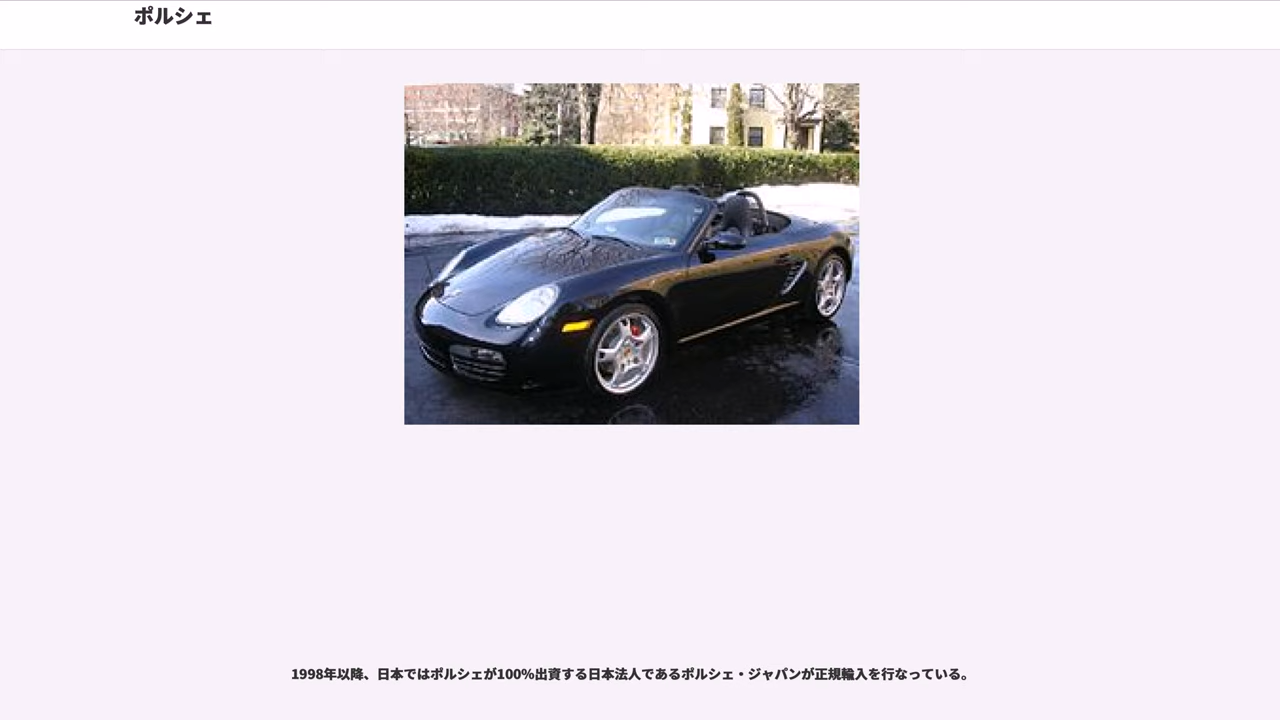 ポルシェ
1998年以降、日本ではポルシェが100%出資する日本法人であるポルシェ・ジャパンが正規輸入を行なっている。